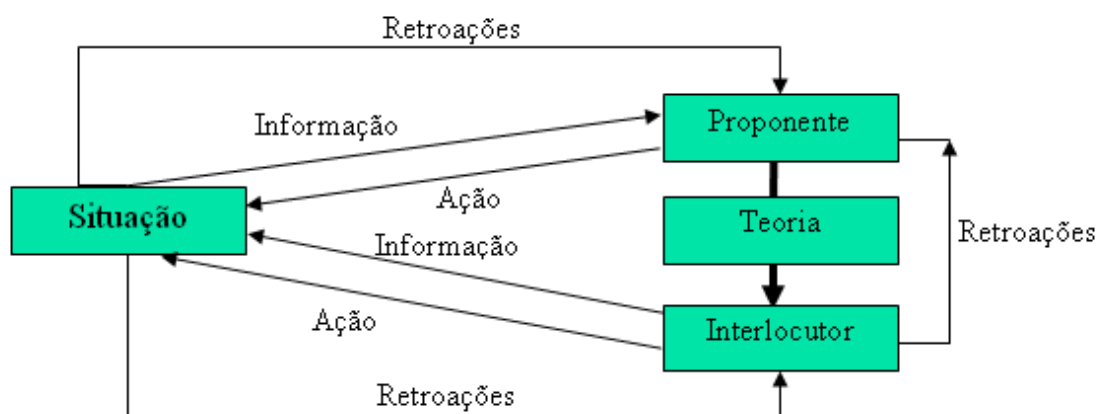 Retroações
Informação
Proponente
Ação
Situação
Teoria
Retroações
Informação
Ação
Interlocutor
Retroações